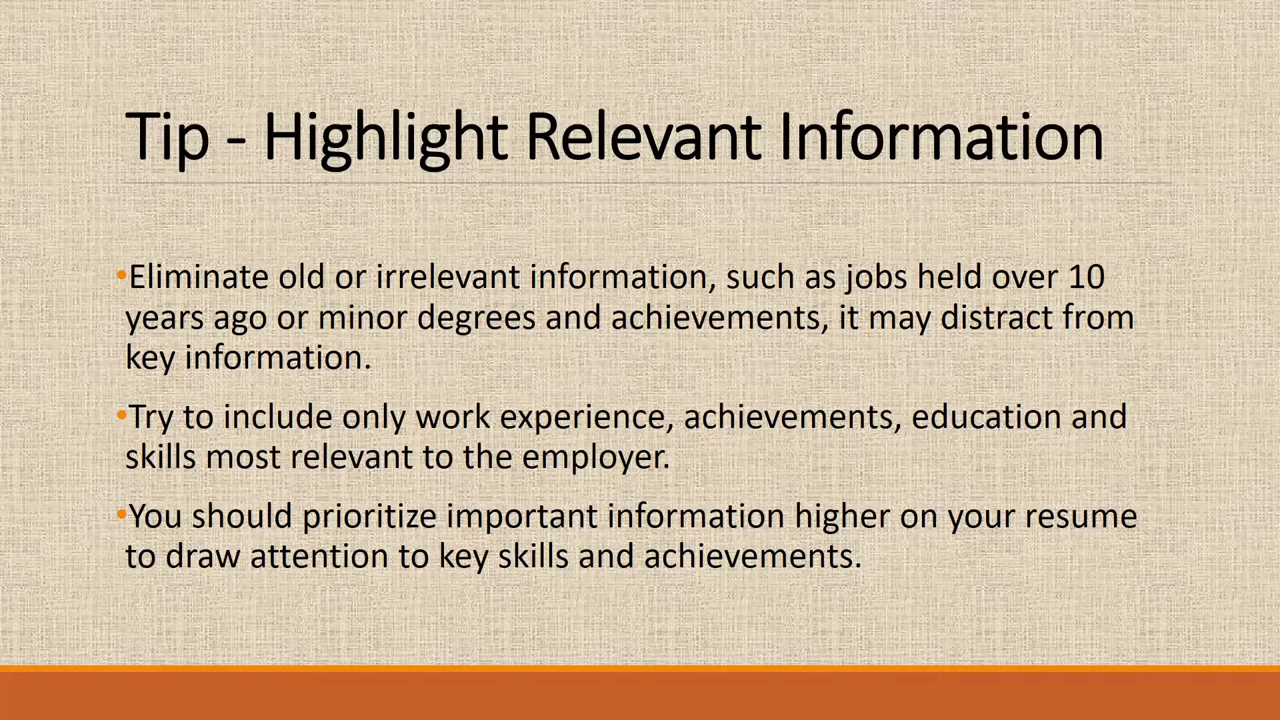 Tip - Highlight Relevant Information
•Eliminate old or irrelevant information, such as jobs held over 10
years ago or minor degrees and achievements, it may distract from
key information.
•Try to include only work experience, achievements, education and
skills most relevant to the employer.
•You should prioritize important information higher on your resume
to draw attention to key skills and achievements.